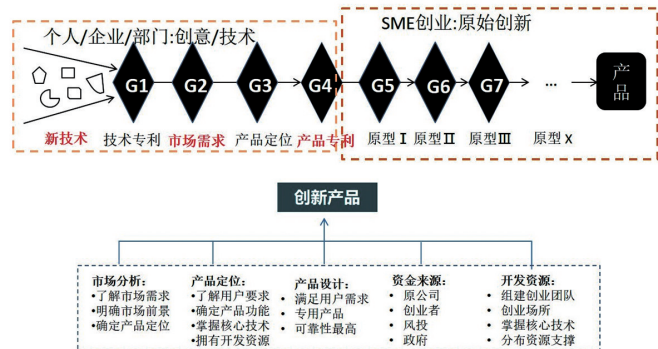 个人/企业/部门:创意/技术
SME创业:原始创新
G1 G2 G3 G4 G5 G6 G7 ... 产品
新技术 技术专利 市场需求 产品定位 产品专利 原型Ⅰ 原型Ⅱ 原型Ⅲ 原型X
创新产品
市场分析:
•了解市场需求
•明确市场前景
•确定产品定位
产品定位:
•了解用户要求
•确定产品功能
•掌握核心技术
•拥有开发资源
产品设计:
•满足用户需求
•专用产品
•可靠性最高
资金来源:
•原公司
•创业者
•风投
•政府
开发资源:
•组建创业团队
•创业场所
•掌握核心技术
•分布资源支撑